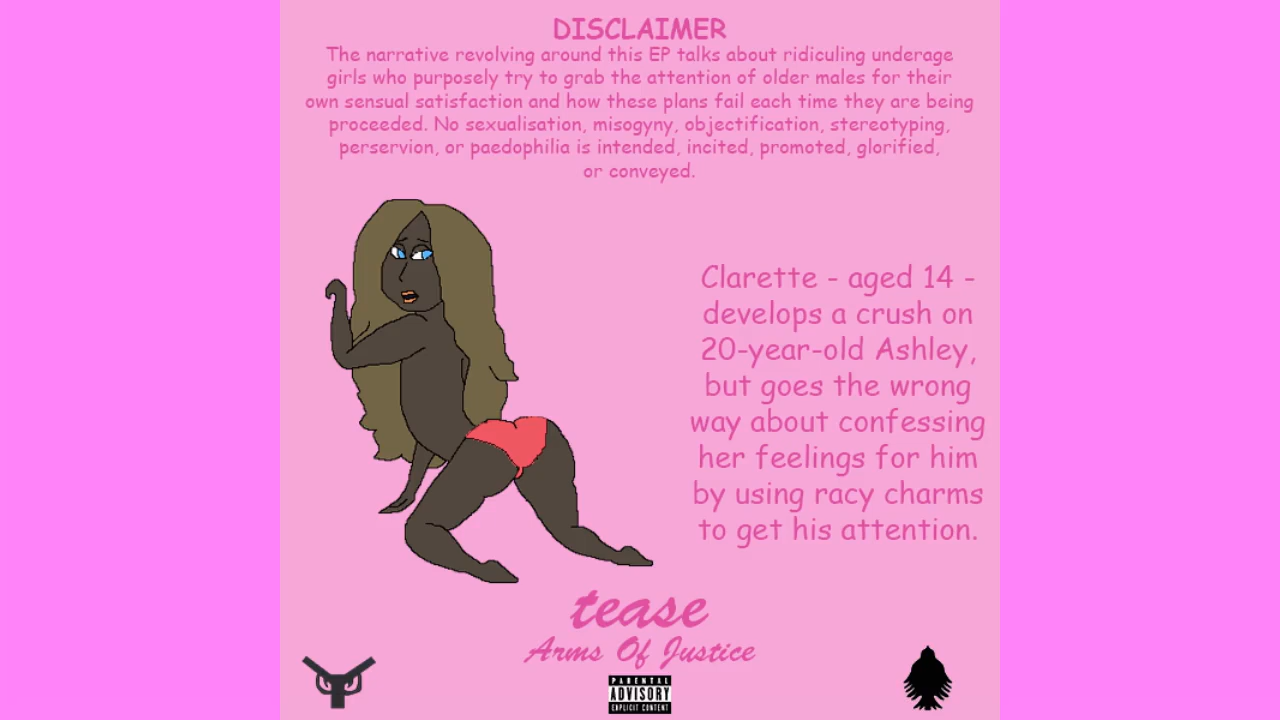 DISCLAIMER
The narrative revolving around this EP talks about ridiculing underage
girls who purposely try to grab the attention of older males for their
own sensual satisfaction and how these plans fail each time they are being
proceeded. No sexualisation, misogyny, objectification, stereotyping,
perservion, or paedophilia is intended, incited, promoted, glorified,
or conveyed.
Clarette - aged 14 -
develops a crush on
20-year-old Ashley,
but goes the wrong
way about confessing
her feelings for him
by using racy charms
to get his attention.
tease
Arms Of Justice
PARENTAL
ADVISORY
EXPLICIT CONTENT